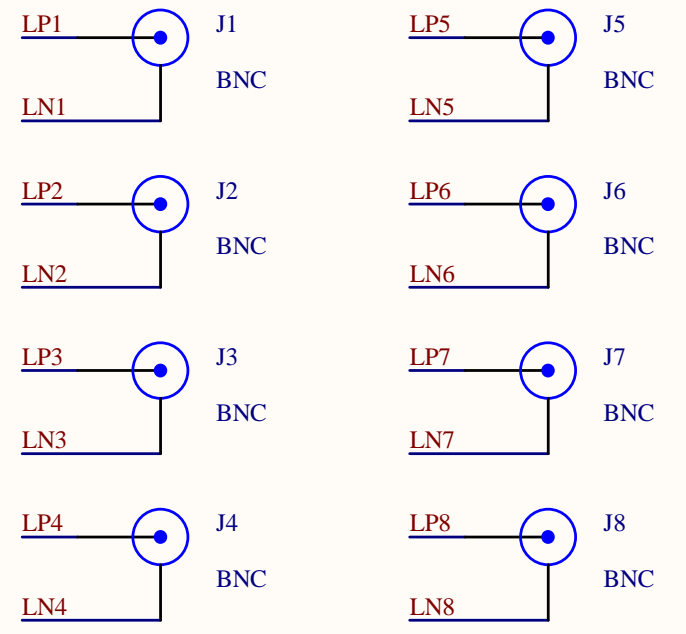 LP1 J1
BNC
LN1
LP5 J5
BNC
LN5
LP2 J2
BNC
LN2
LP6 J6
BNC
LN6
LP3 J3
BNC
LN3
LP7 J7
BNC
LN7
LP4 J4
BNC
LN4
LP8 J8
BNC
LN8